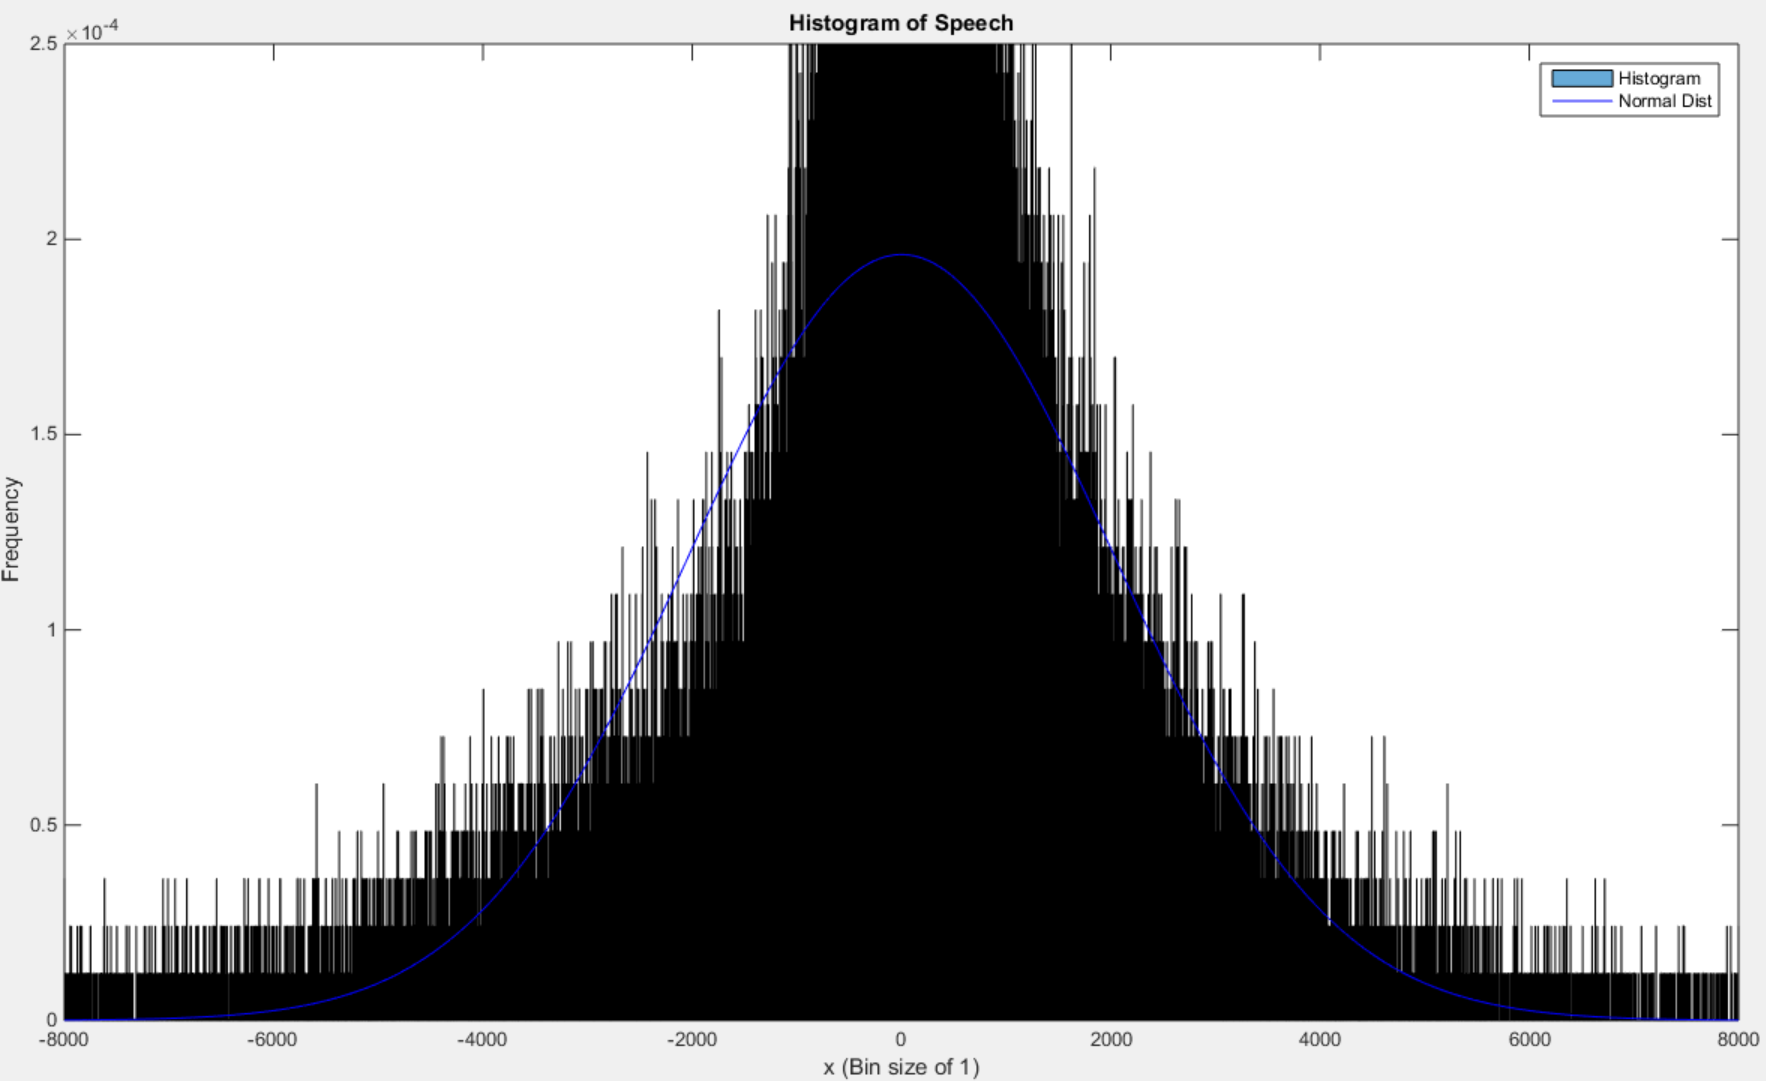 Histogram of Speech
×10⁻⁴
2.5
2
1.5
1
0.5
0
Frequency
Histogram
Normal Dist
-8000 -6000 -4000 -2000 0 2000 4000 6000 8000
x (Bin size of 1)